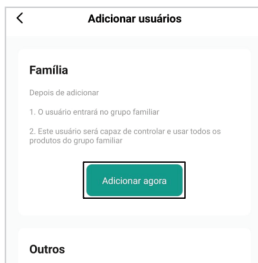 Adicionar usuários
Família
Depois de adicionar
1. O usuário entrará no grupo familiar
2. Este usuário será capaz de controlar e usar todos os
produtos do grupo familiar
Adicionar agora
Outros